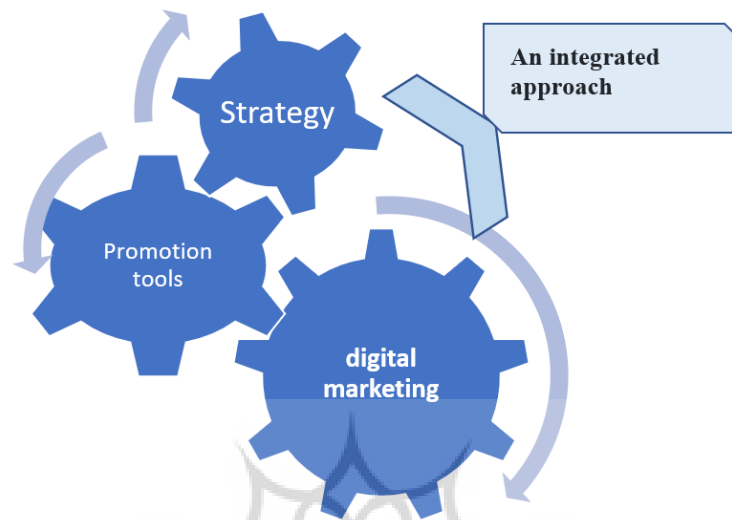 An integrated
approach
Strategy
Promotion
tools
digital
marketing